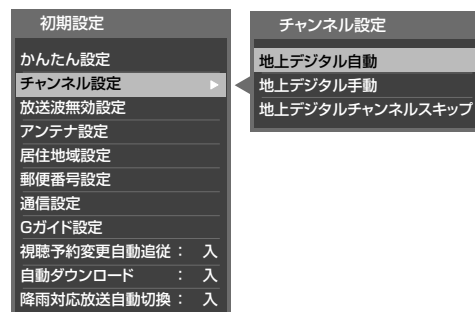 初期設定
かんたん設定
チャンネル設定
放送波無効設定
アンテナ設定
居住地域設定
郵便番号設定
通信設定
Gガイド設定
視聴予約変更自動追従： 入
自動ダウンロード ： 入
降雨対応放送自動切換： 入
チャンネル設定
地上デジタル自動
地上デジタル手動
地上デジタルチャンネルスキップ